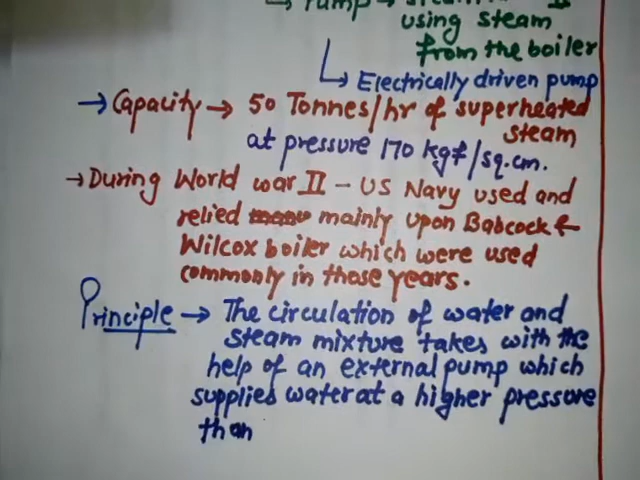 ↳ Pump → steam II
using steam
from the boiler
↳ Electrically driven pump
→ Capacity → 50 Tonnes/hr of superheated
steam
at pressure 170 kgf/sq.cm.
→ During World war II - US Navy used and
relied mainly upon Babcock &
Wilcox boiler which were used
commonly in those years.
Principle → The circulation of water and
steam mixture takes with the
help of an external pump which
supplies water at a higher pressure
than